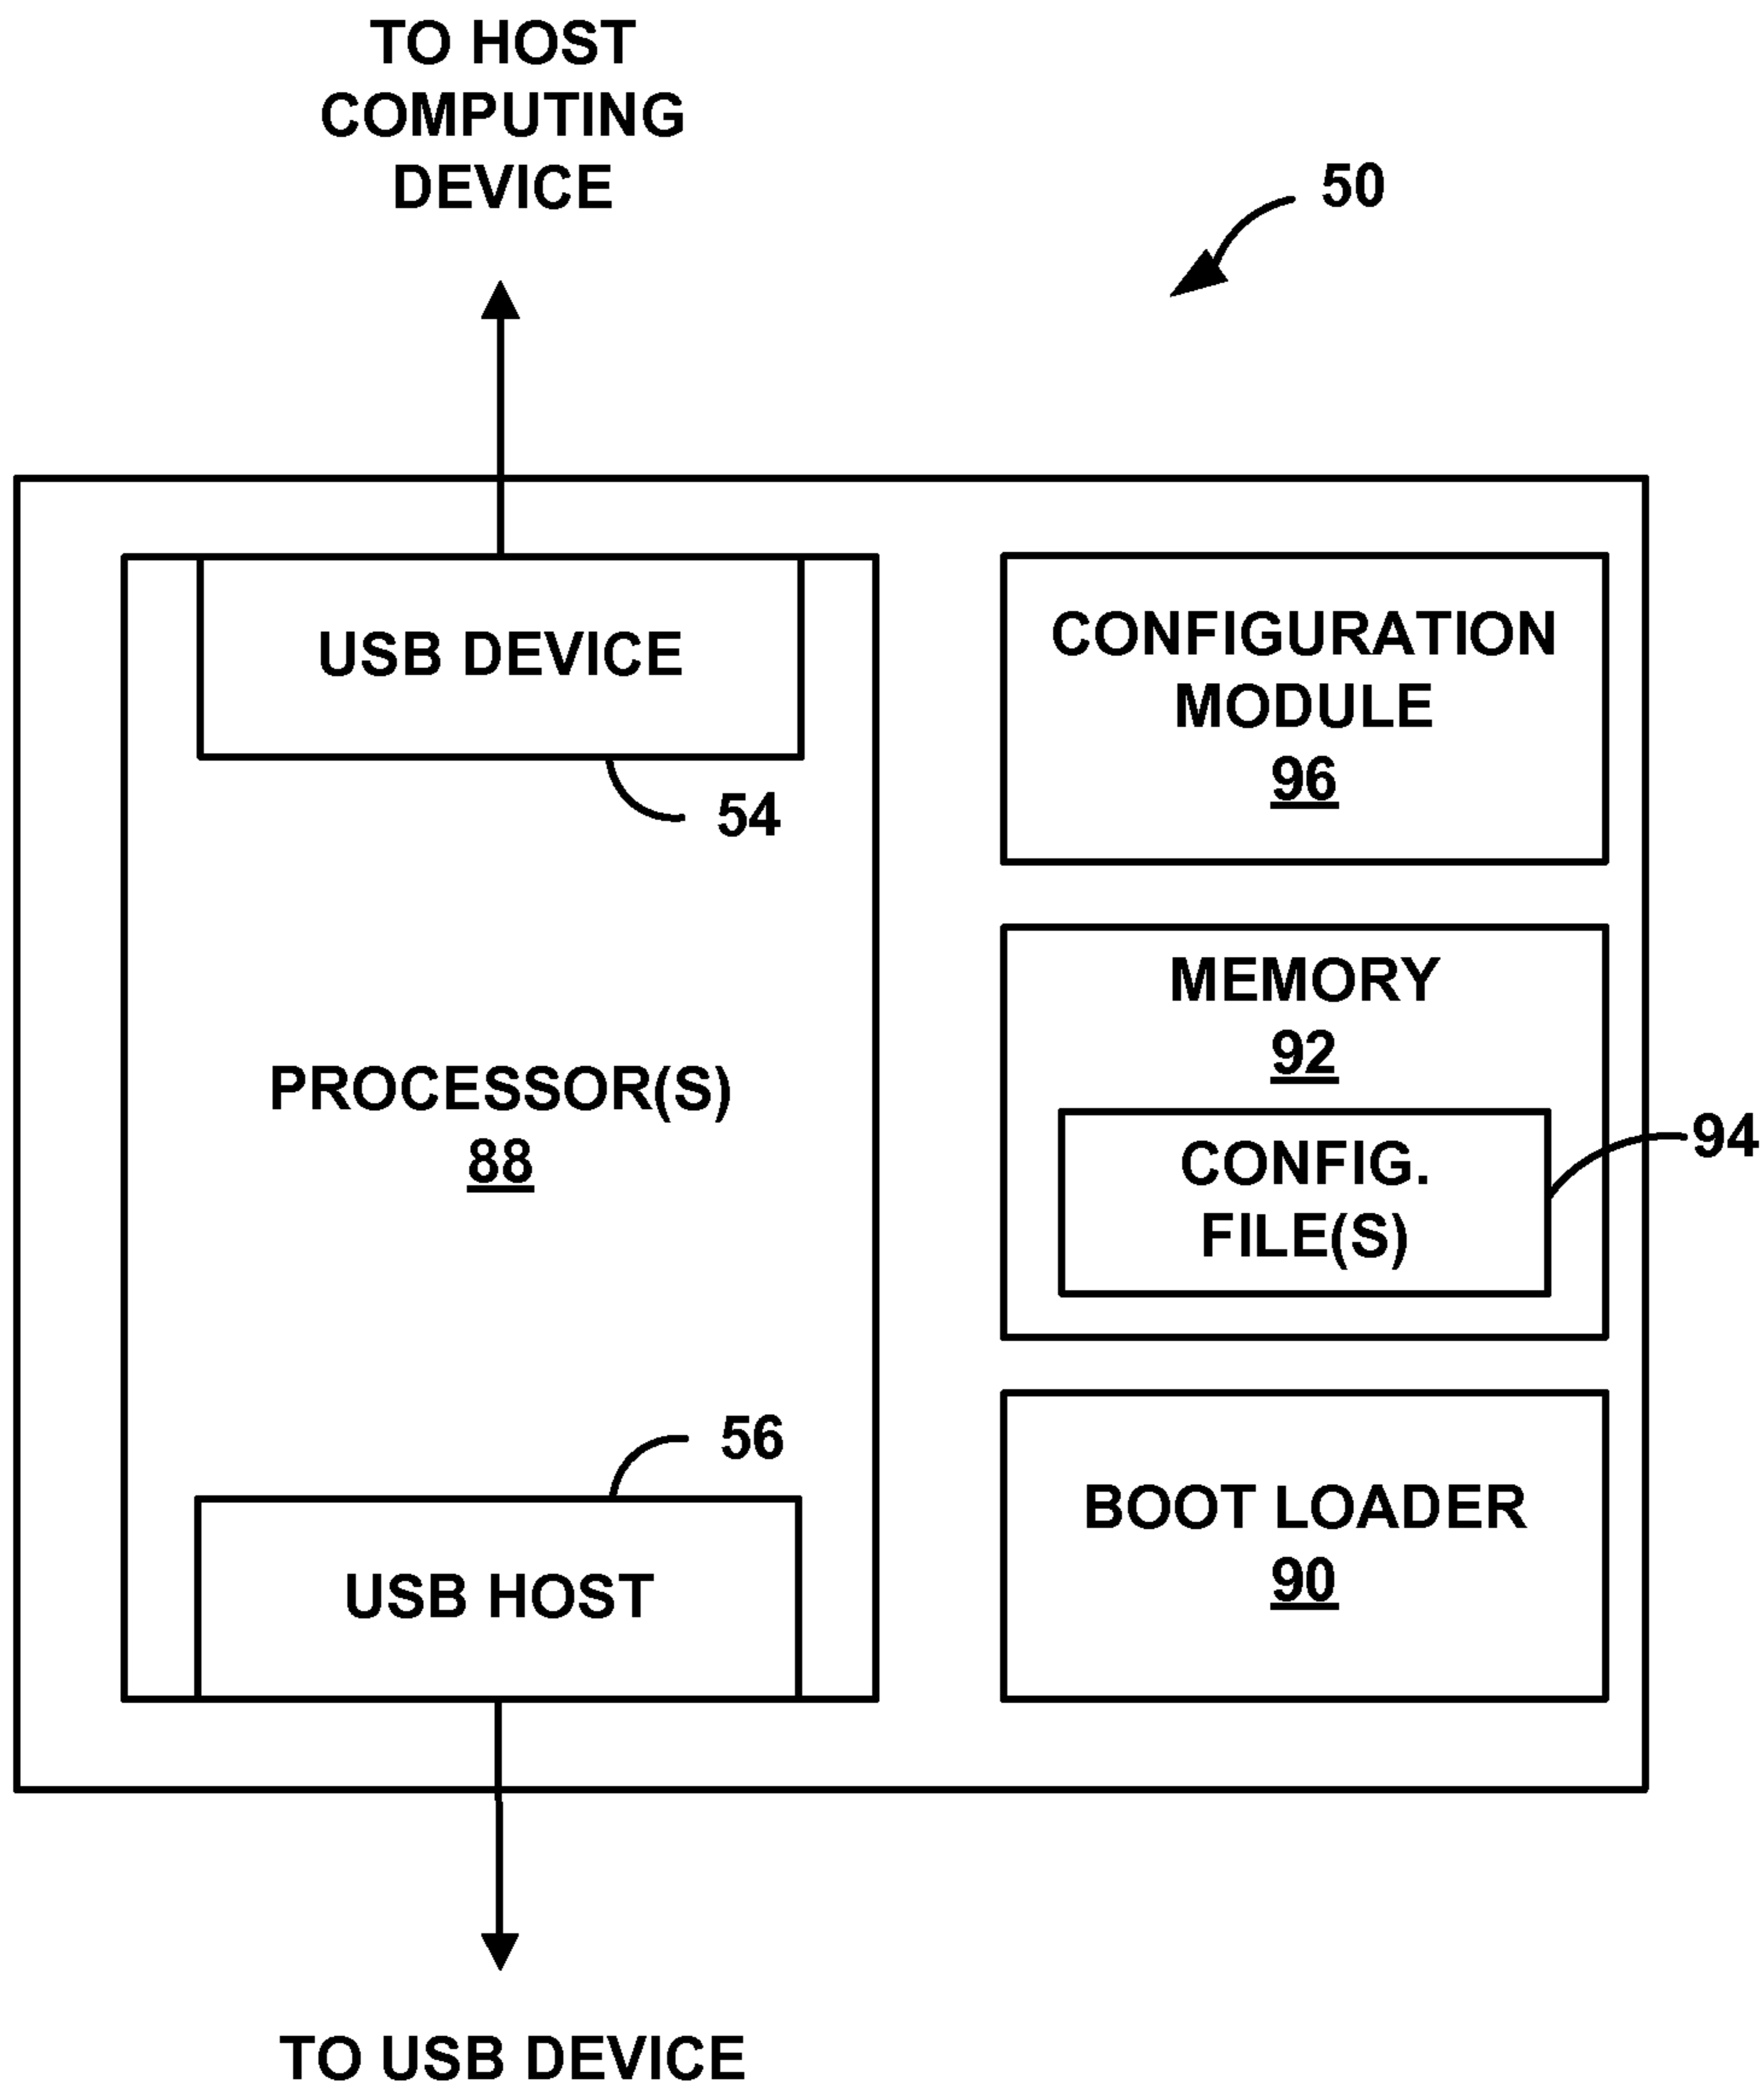 TO HOST
COMPUTING
DEVICE
50
USB DEVICE
54
CONFIGURATION
MODULE
96
MEMORY
92
CONFIG.
FILE(S)
94
PROCESSOR(S)
88
56
USB HOST
BOOT LOADER
90
TO USB DEVICE